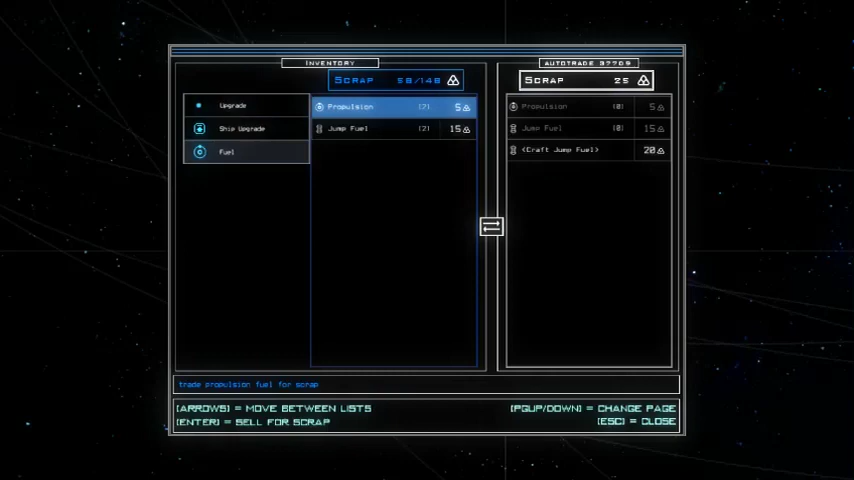 INVENTORY
SCRAP 58/148
Upgrade
Ship Upgrade
Fuel
Propulsion (7) 5
Jump Fuel (2) 15
AUTOTRADE 37709
SCRAP 25
Propulsion (0) 5
Jump Fuel (0) 15
<Craft Jump Fuel> 20
trade propulsion fuel for scrap
(ARROWS) = MOVE BETWEEN LISTS
(PGUP/DOWN) = CHANGE PAGE
(ENTER) = SELL FOR SCRAP
(ESC) = CLOSE